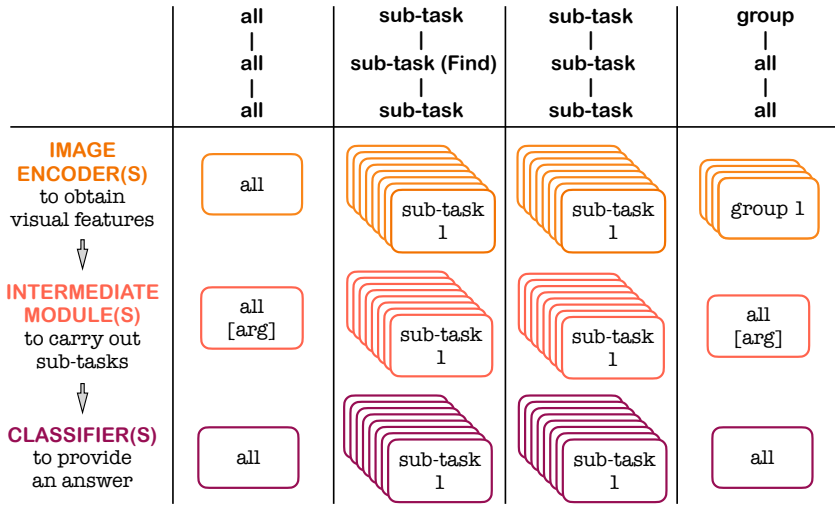 all sub-task sub-task group
all sub-task (Find) sub-task all
all sub-task sub-task all
IMAGE
ENCODER(S)
to obtain
visual features
all
sub-task
1
sub-task
1
group 1
INTERMEDIATE
MODULE(S)
to carry out
sub-tasks
all
[arg]
sub-task
1
sub-task
1
all
[arg]
CLASSIFIER(S)
to provide
an answer
all
sub-task
1
sub-task
1
all